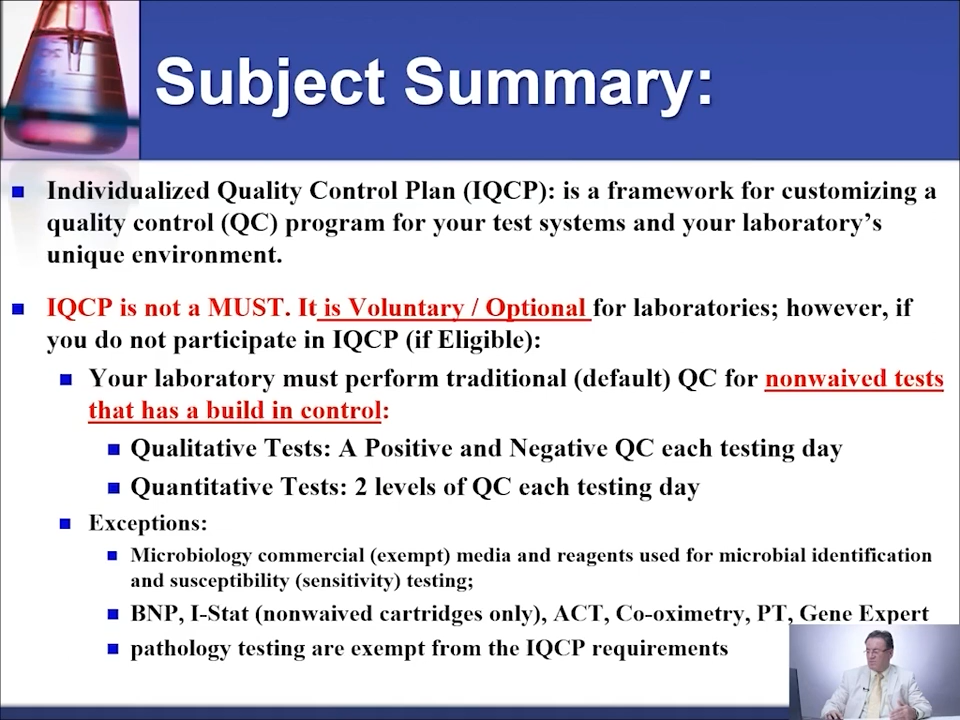 Subject Summary:
Individualized Quality Control Plan (IQCP): is a framework for customizing a
quality control (QC) program for your test systems and your laboratory’s
unique environment.
IQCP is not a MUST. It is Voluntary / Optional for laboratories; however, if
you do not participate in IQCP (if Eligible):
Your laboratory must perform traditional (default) QC for nonwaived tests
that has a build in control:
Qualitative Tests: A Positive and Negative QC each testing day
Quantitative Tests: 2 levels of QC each testing day
Exceptions:
Microbiology commercial (exempt) media and reagents used for microbial identification
and susceptibility (sensitivity) testing;
BNP, I-Stat (nonwaived cartridges only), ACT, Co-oximetry, PT, Gene Expert
pathology testing are exempt from the IQCP requirements